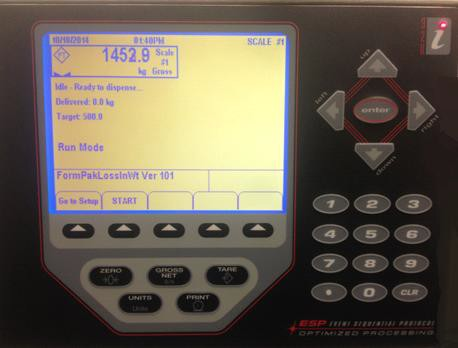 10/10/2014 01:40PM SCALE #1
1452.9 Scale
#1
kg Gross
Idle - Ready to dispense...
Delivered: 0.0 kg
Target: 500.0
Run Mode
FormPakLossInWt Ver 101
Go to Setup START
up
left enter right
down
1 2 3
4 5 6
7 8 9
0 CLR
ZERO GROSS NET TARE
UNITS PRINT
ESP EVENT SEQUENTIAL PROTOCOL
OPTIMIZED PROCESSING